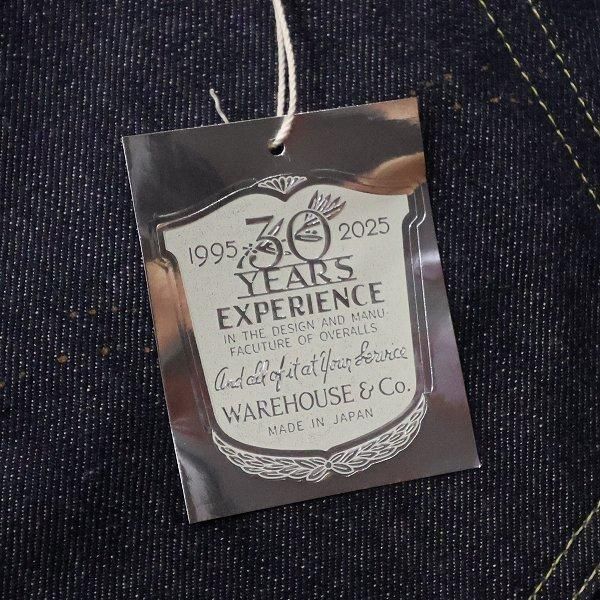 1995 30 2025
YEARS
EXPERIENCE
IN THE DESIGN AND MANU-
FACUTURE OF OVERALLS
And all of it at Your Service
WAREHOUSE & Co.
MADE IN JAPAN